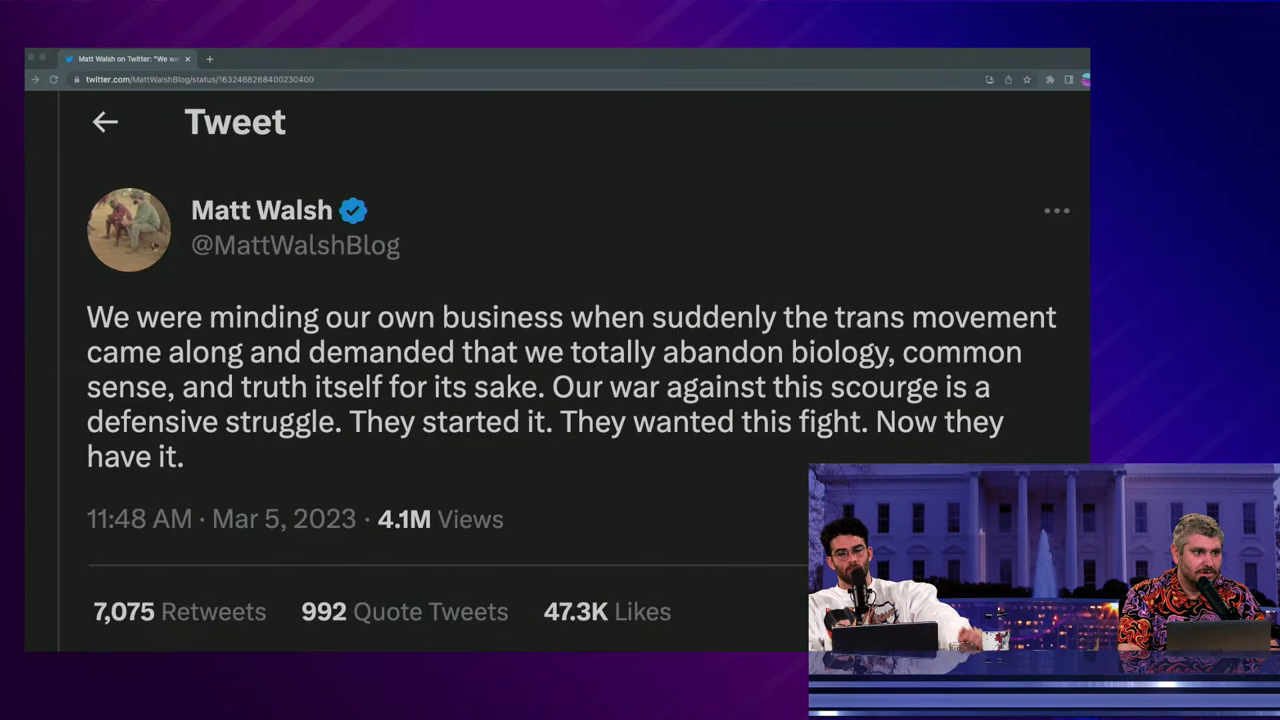 Matt Walsh on Twitter: "We w
twitter.com/MattWalshBlog/status/1632468268400230400
Tweet
Matt Walsh
@MattWalshBlog
We were minding our own business when suddenly the trans movement
came along and demanded that we totally abandon biology, common
sense, and truth itself for its sake. Our war against this scourge is a
defensive struggle. They started it. They wanted this fight. Now they
have it.
11:48 AM · Mar 5, 2023 · 4.1M Views
7,075 Retweets 992 Quote Tweets 47.3K Likes